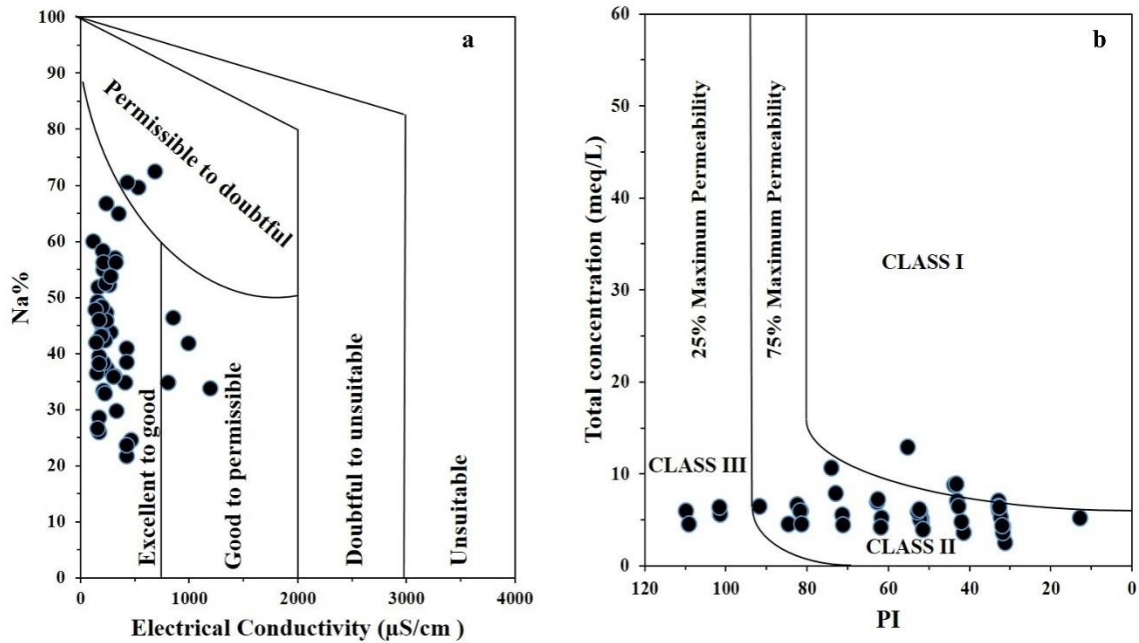 a
100
90
80
70
60
50
40
30
20
10
0
Na%
Permissible to doubtful
Excellent to good
Good to permissible
Doubtful to unsuitable
Unsuitable
0 1000 2000 3000 4000
Electrical Conductivity (µS/cm )
b
60
50
40
30
20
10
0
Total concentration (meq/L)
25% Maximum Permeability
75% Maximum Permeability
CLASS I
CLASS III
CLASS II
120 100 80 60 40 20 0
PI